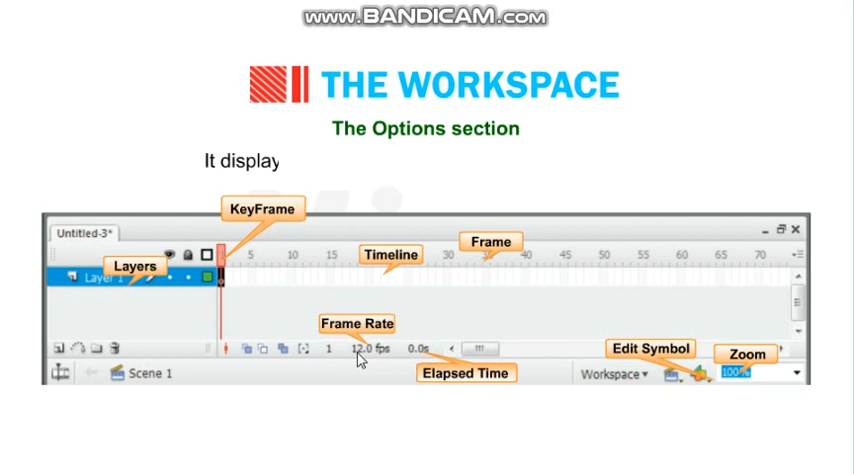 www.BANDICAM.com
THE WORKSPACE
The Options section
It display
KeyFrame
Untitled-3*
Frame
5 10 15 Timeline 30 40 45 50 55 60 65 70
Layers
Layer 1
Frame Rate
1 12.0 fps 0.0s
Edit Symbol
Zoom
Scene 1
Elapsed Time
Workspace
100%